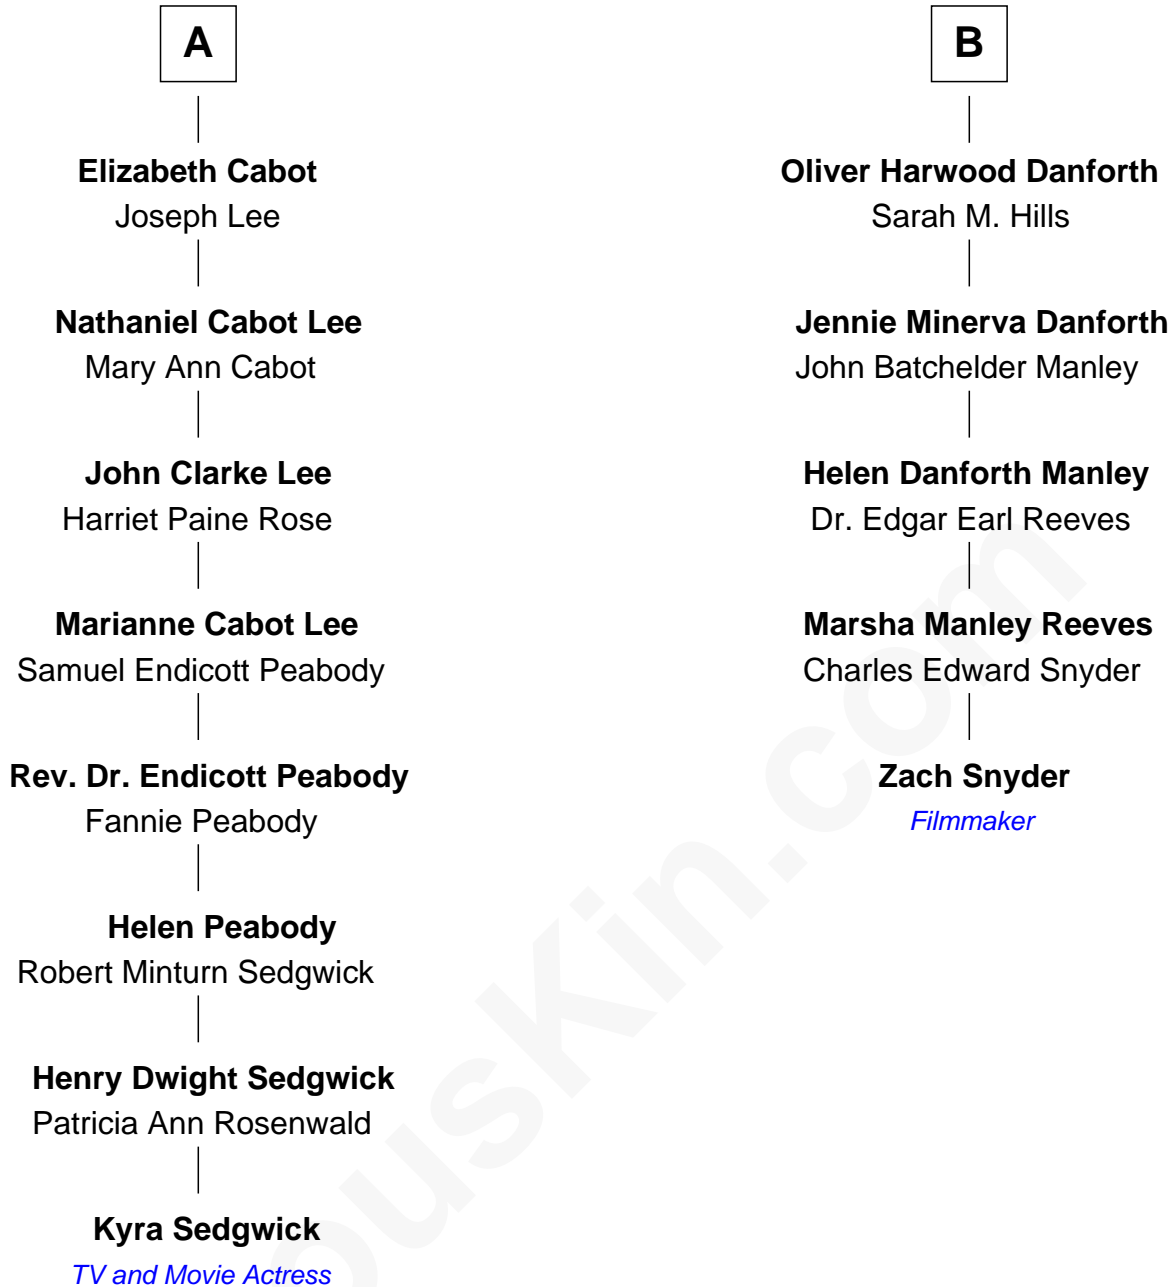 A
Elizabeth Cabot
Joseph Lee
Nathaniel Cabot Lee
Mary Ann Cabot
John Clarke Lee
Harriet Paine Rose
Marianne Cabot Lee
Samuel Endicott Peabody
Rev. Dr. Endicott Peabody
Fannie Peabody
Helen Peabody
Robert Minturn Sedgwick
Henry Dwight Sedgwick
Patricia Ann Rosenwald
Kyra Sedgwick
TV and Movie Actress
B
Oliver Harwood Danforth
Sarah M. Hills
Jennie Minerva Danforth
John Batchelder Manley
Helen Danforth Manley
Dr. Edgar Earl Reeves
Marsha Manley Reeves
Charles Edward Snyder
Zach Snyder
Filmmaker
ousKin.com